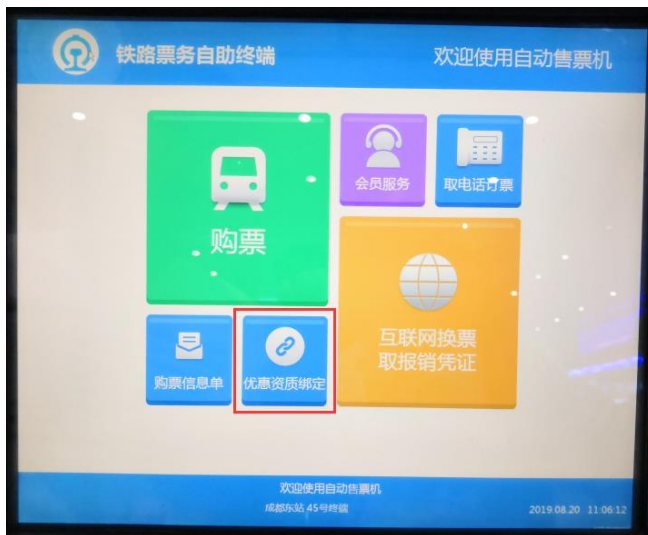 铁路票务自助终端
欢迎使用自动售票机
会员服务
取电话订票
购票
互联网换票
取报销凭证
购票信息单
优惠资质绑定
欢迎使用自动售票机
成都东站 45号终端
2019.08.20 11:06:12